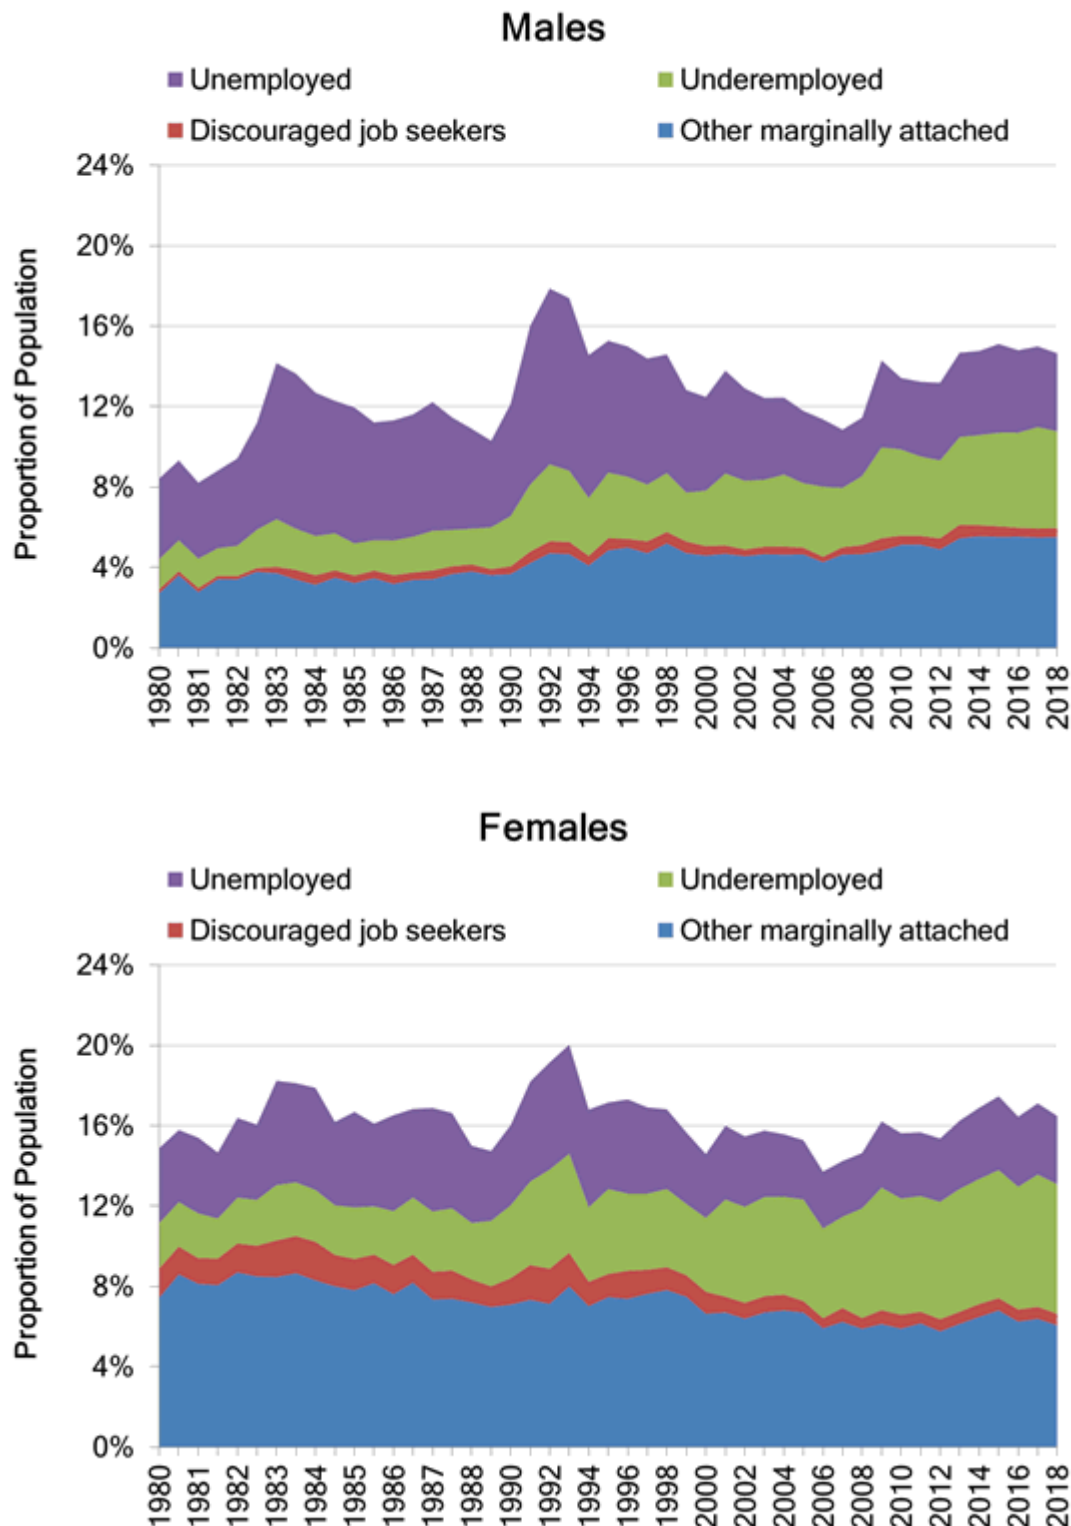 Males
Unemployed Underemployed
Discouraged job seekers Other marginally attached
24%
20%
16%
12%
8%
4%
0%
Proportion of Population
1980 1981 1982 1983 1984 1985 1986 1987 1988 1990 1992 1994 1996 1998 2000 2002 2004 2006 2008 2010 2012 2014 2016 2018
Females
Unemployed Underemployed
Discouraged job seekers Other marginally attached
24%
20%
16%
12%
8%
4%
0%
Proportion of Population
1980 1981 1982 1983 1984 1985 1986 1987 1988 1990 1992 1994 1996 1998 2000 2002 2004 2006 2008 2010 2012 2014 2016 2018